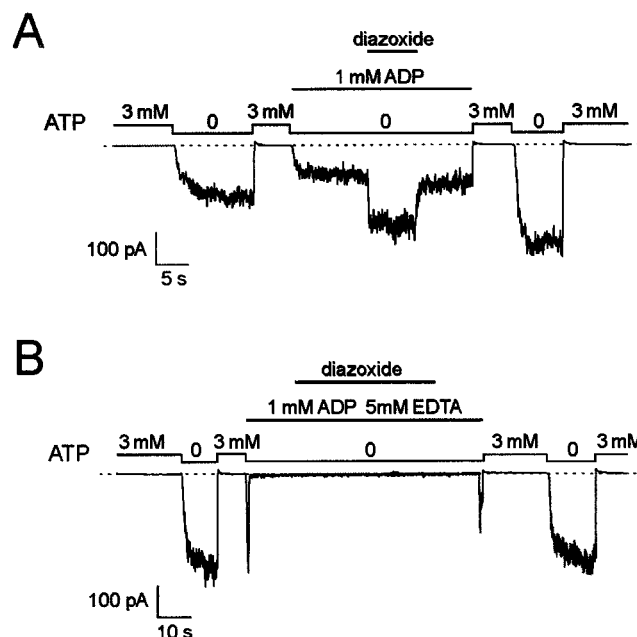 A
diazoxide
1 mM ADP
ATP 3 mM 0 3 mM 0 3 mM 0 3 mM
100 pA
5 s
B
diazoxide
1 mM ADP 5mM EDTA
ATP 3 mM 0 3 mM 0 3 mM 0 3 mM
100 pA
10 s